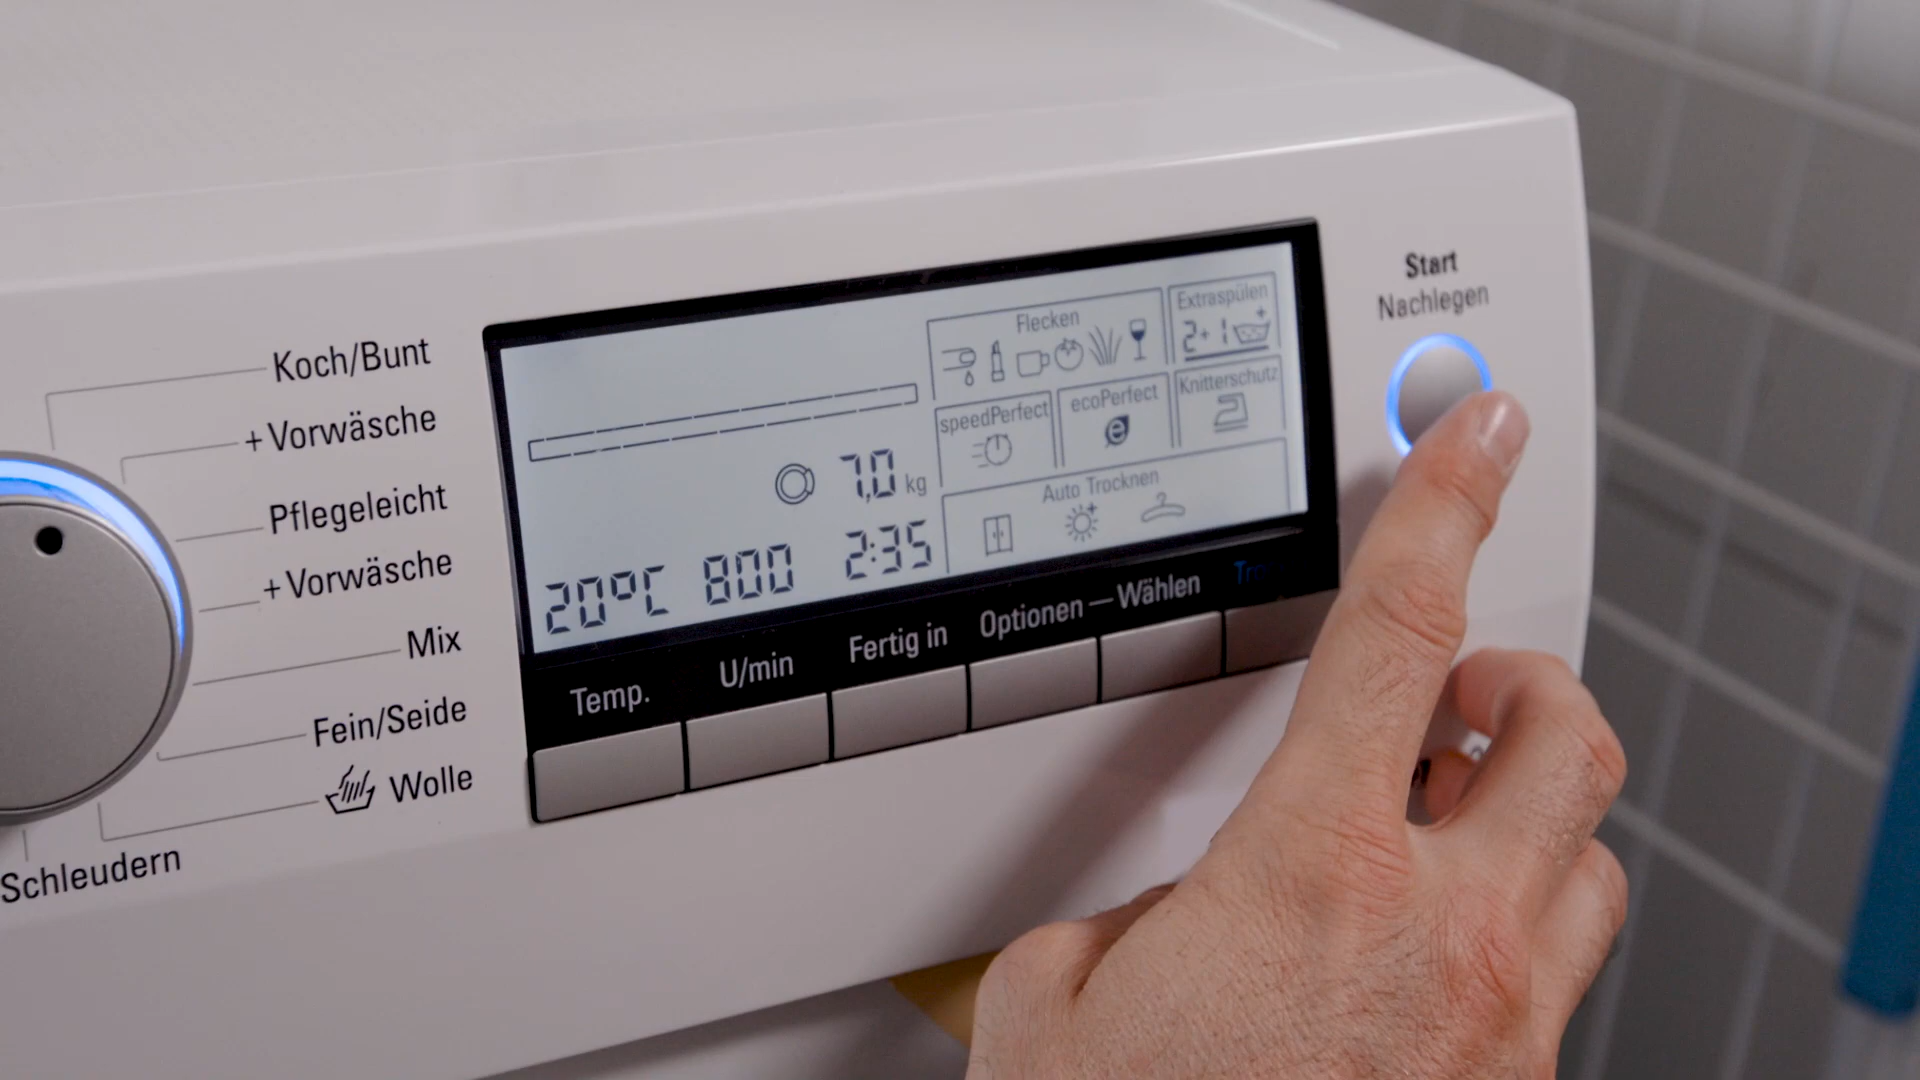 Koch/Bunt
+Vorwäsche
Pflegeleicht
+Vorwäsche
Mix
Fein/Seide
Wolle
Schleudern
Flecken
Extraspülen
2+ 1 +
speedPerfect
ecoPerfect
e
Knitterschutz
7,0 kg
Auto Trocknen
20°C 800 2:35
Temp.
U/min
Fertig in
Optionen — Wählen
Start
Nachlegen